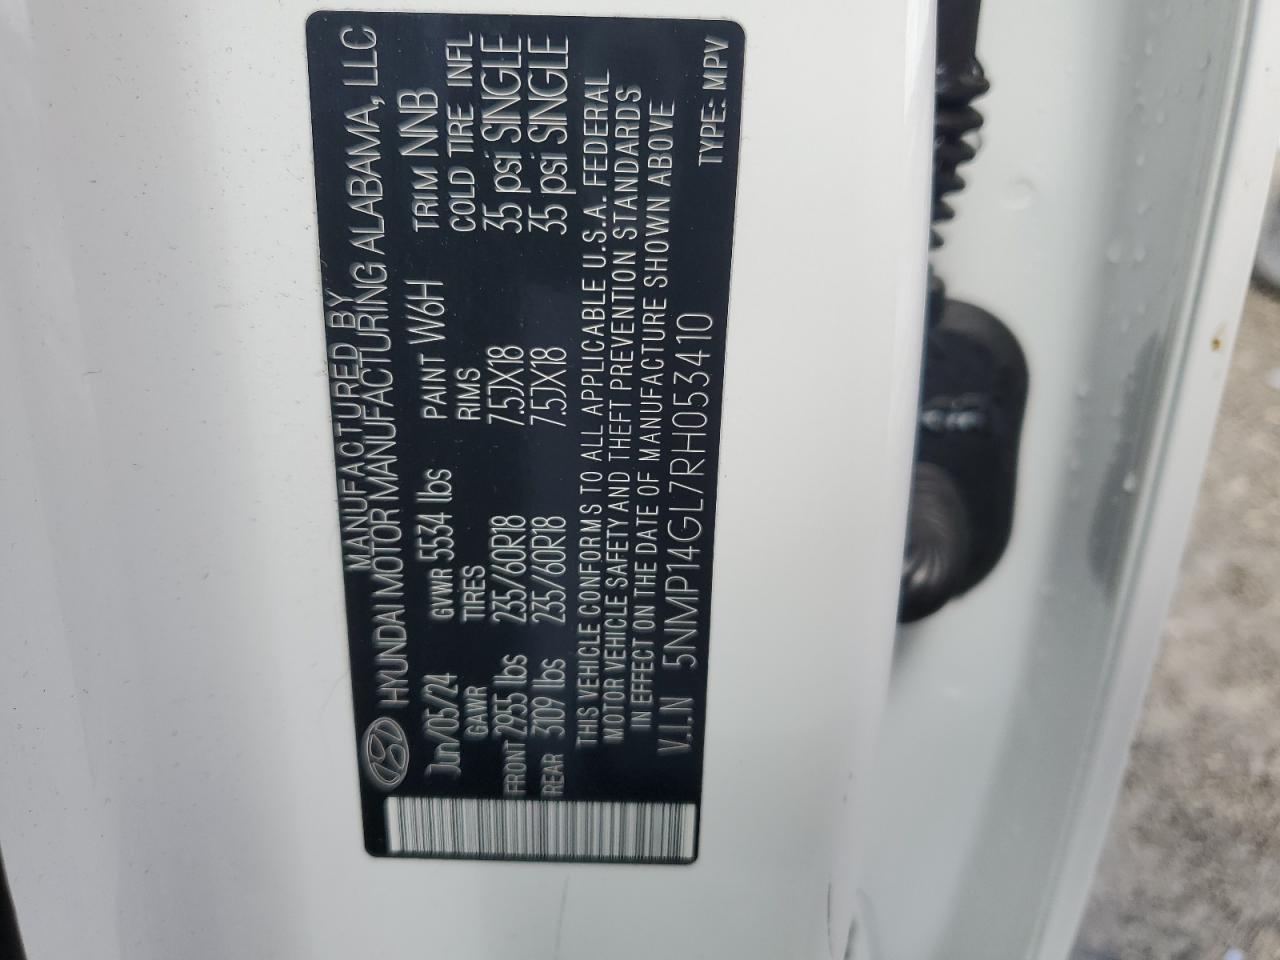 MANUFACTURED BY
HYUNDAI MOTOR MANUFACTURING ALABAMA, LLC
Jun/05/24 GVWR 5534 lbs PAINT W6H TRIM NNB
GAWR TIRES RIMS COLD TIRE INFL
FRONT 2955 lbs 235/60R18 7.5JX18 35 psi SINGLE
REAR 3109 lbs 235/60R18 7.5JX18 35 psi SINGLE
THIS VEHICLE CONFORMS TO ALL APPLICABLE U.S.A. FEDERAL
MOTOR VEHICLE SAFETY AND THEFT PREVENTION STANDARDS
IN EFFECT ON THE DATE OF MANUFACTURE SHOWN ABOVE
V.I.N 5NMP14GL7RH053410
TYPE: MPV